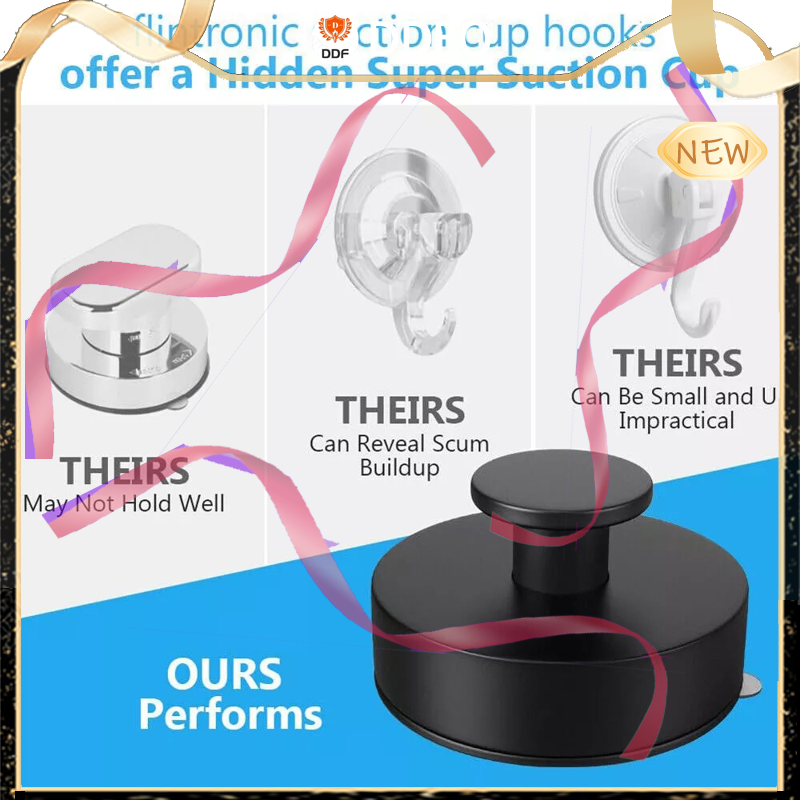 flintronic suction cup hooks
DDF
offer a Hidden Super Suction Cup
NEW
THEIRS
May Not Hold Well
THEIRS
Can Reveal Scum
Buildup
THEIRS
Can Be Small and U
Impractical
OURS
Performs